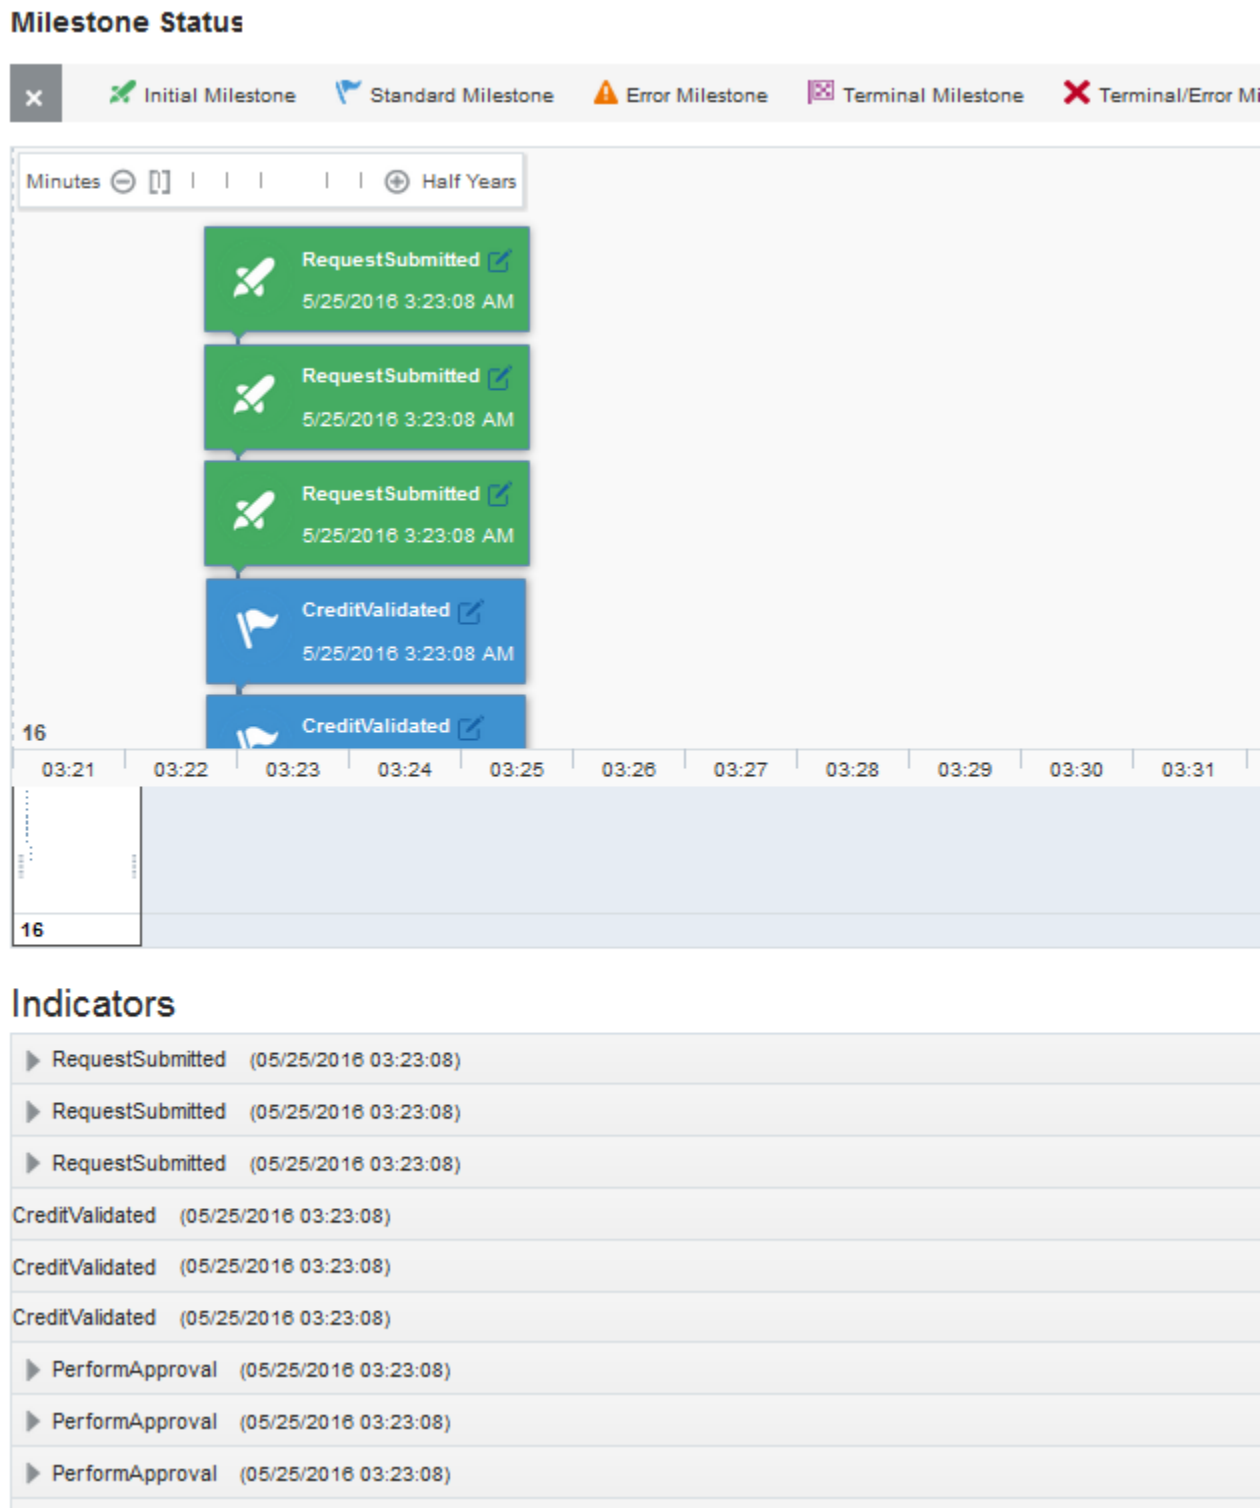 Milestone Status
Initial Milestone Standard Milestone Error Milestone Terminal Milestone Terminal/Error Mi
Minutes Half Years
RequestSubmitted
5/25/2016 3:23:08 AM
RequestSubmitted
5/25/2016 3:23:08 AM
RequestSubmitted
5/25/2016 3:23:08 AM
CreditValidated
5/25/2016 3:23:08 AM
CreditValidated
16
03:21 03:22 03:23 03:24 03:25 03:26 03:27 03:28 03:29 03:30 03:31
16
Indicators
RequestSubmitted (05/25/2016 03:23:08)
RequestSubmitted (05/25/2016 03:23:08)
RequestSubmitted (05/25/2016 03:23:08)
CreditValidated (05/25/2016 03:23:08)
CreditValidated (05/25/2016 03:23:08)
CreditValidated (05/25/2016 03:23:08)
PerformApproval (05/25/2016 03:23:08)
PerformApproval (05/25/2016 03:23:08)
PerformApproval (05/25/2016 03:23:08)